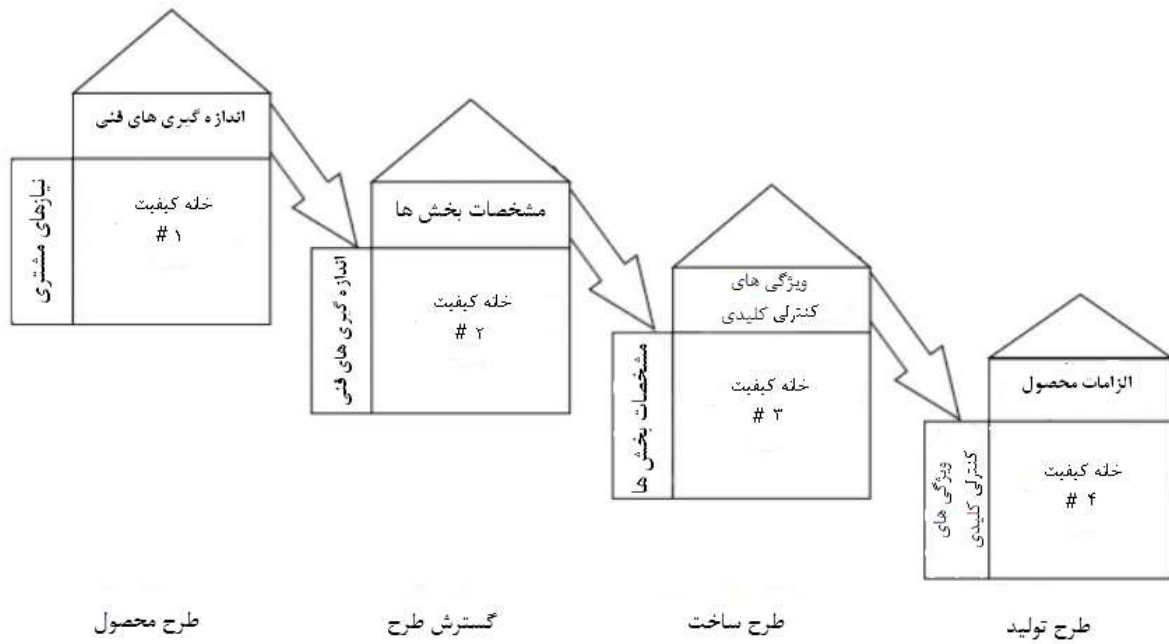 اندازه گیری های فنی
نیازهای مشتری
خانه کیفیت
# ۱
مشخصات بخش ها
اندازه گیری های فنی
خانه کیفیت
# ۲
ویژگی های
کنترلی کلیدی
مشخصات بخش ها
خانه کیفیت
# ۳
الزامات محصول
ویژگی های
کنترلی کلیدی
خانه کیفیت
# ۴
طرح محصول
گسترش طرح
طرح ساخت
طرح تولید